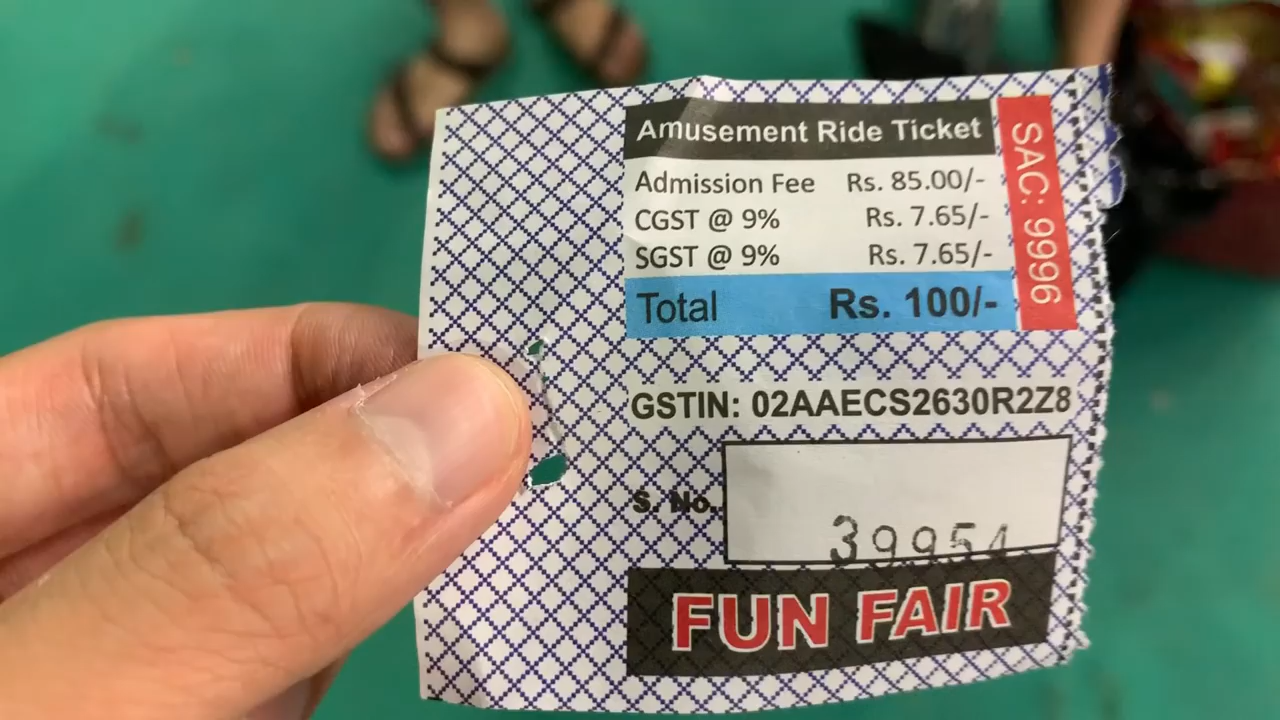 Amusement Ride Ticket
Admission Fee Rs. 85.00/-
CGST @ 9% Rs. 7.65/-
SGST @ 9% Rs. 7.65/-
Total Rs. 100/-
SAC: 9996
GSTIN: 02AAECS2630R2Z8
S. No. 39954
FUN FAIR